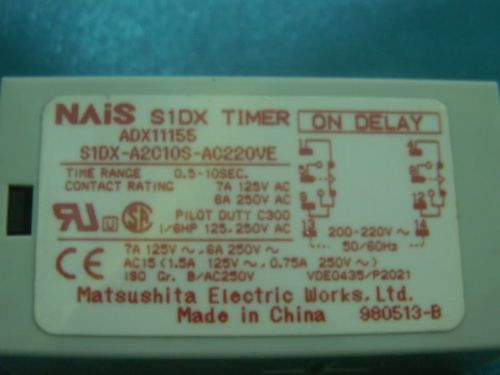 NAiS S1DX TIMER ON DELAY
ADX11155
S1DX-A2C10S-AC220VE
TIME RANGE 0.5-10SEC.
CONTACT RATING 7A 125V AC
6A 250V AC
PILOT DUTY C300
1/6HP 125,250V AC
13 14
200-220V~
50/60Hz
7A 125V~,6A 250V~
AC15 (1.5A 125V~,0.75A 250V~)
ISO Gr. B/AC250V VDE0435/P2021
Matsushita Electric Works,Ltd.
Made in China 980513-B